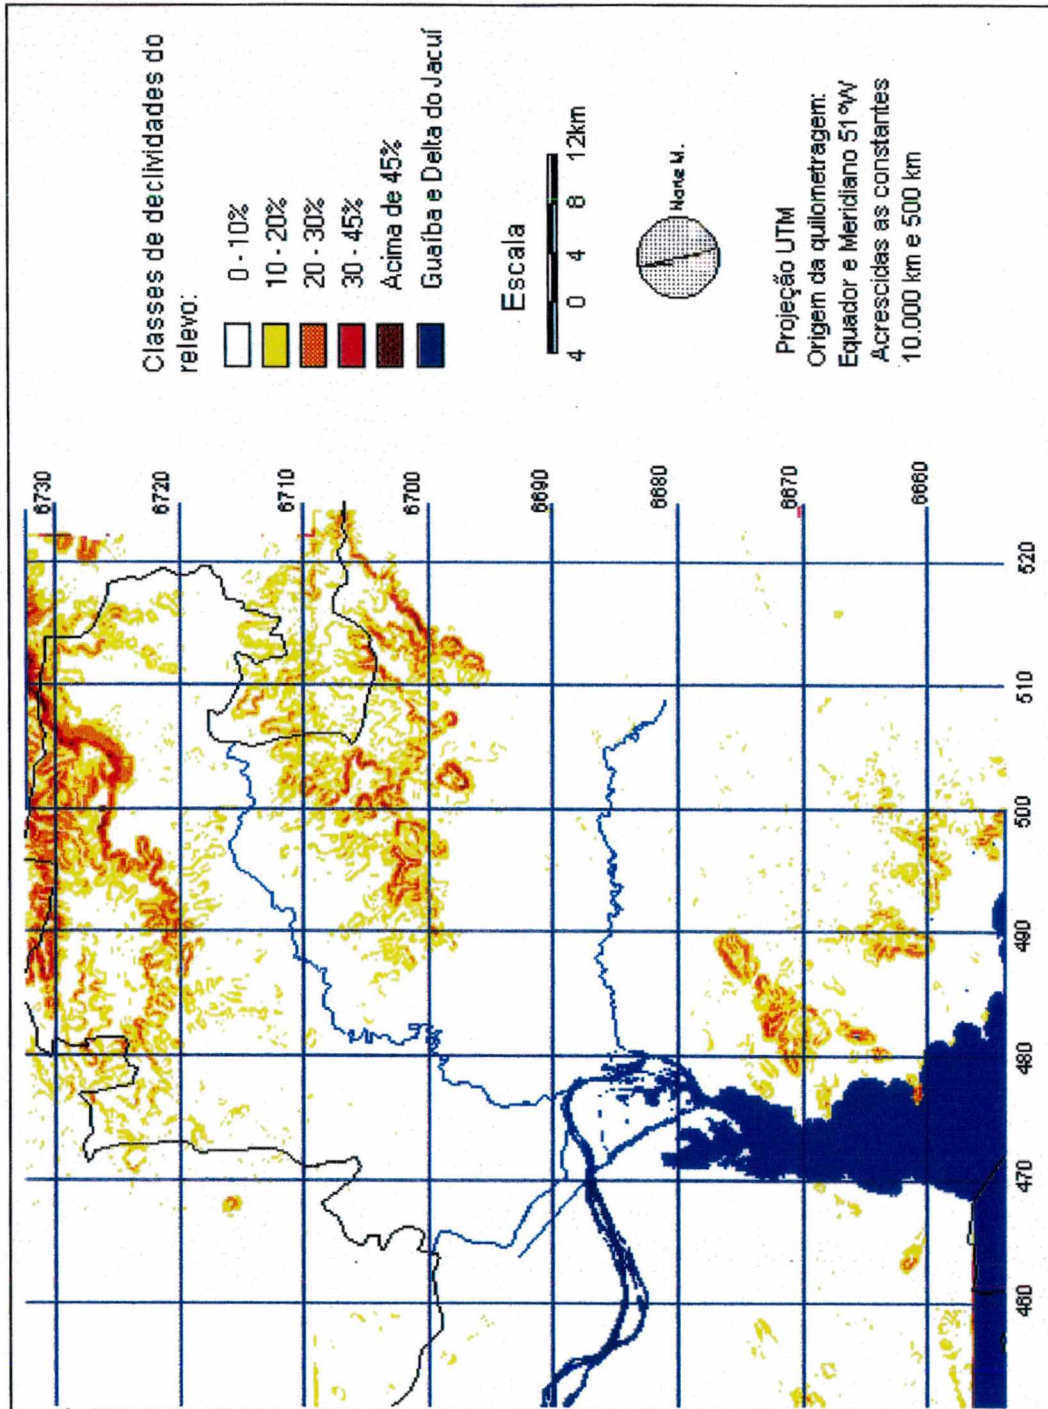 Classes de declividades do
relevo:
0 - 10%
10 - 20%
20 - 30%
30 - 45%
Acima de 45%
Guaíba e Delta do Jacuí
Escala
4 0 4 8 12km
Norte M.
Projeção UTM
Origem da quilometragem:
Equador e Meridiano 51ºW
Acrescidas as constantes
10.000 km e 500 km
6730
6720
6710
6700
6690
6680
6670
6660
460 470 480 490 500 510 520